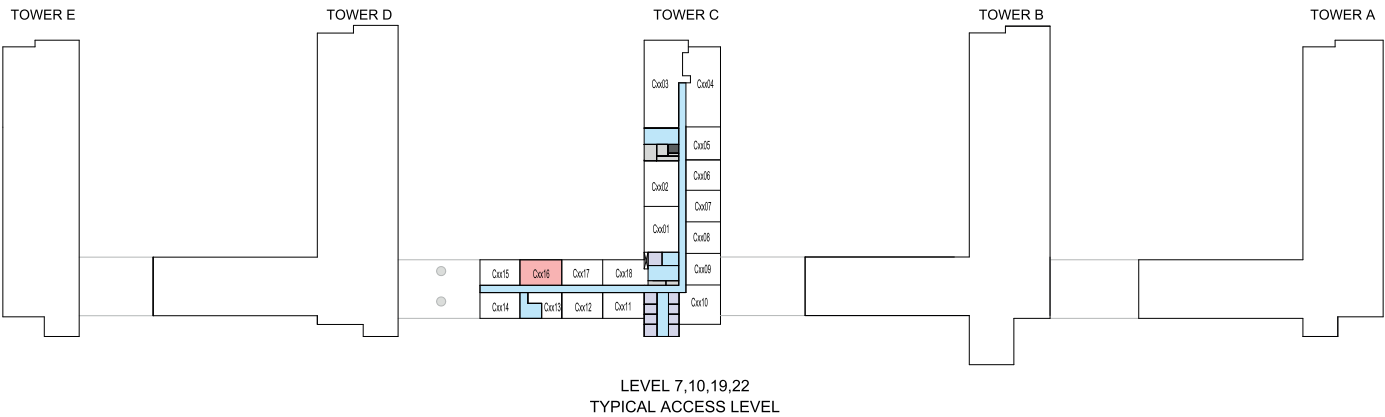 TOWER E TOWER D TOWER C TOWER B TOWER A
Cxx03 Cxx04
Cxx05
Cxx06
Cxx02
Cxx07
Cxx01
Cxx08
Cxx15 Cxx16 Cxx17 Cxx18 Cxx09
Cxx14 Cxx13 Cxx12 Cxx11 Cxx10
LEVEL 7,10,19,22
TYPICAL ACCESS LEVEL